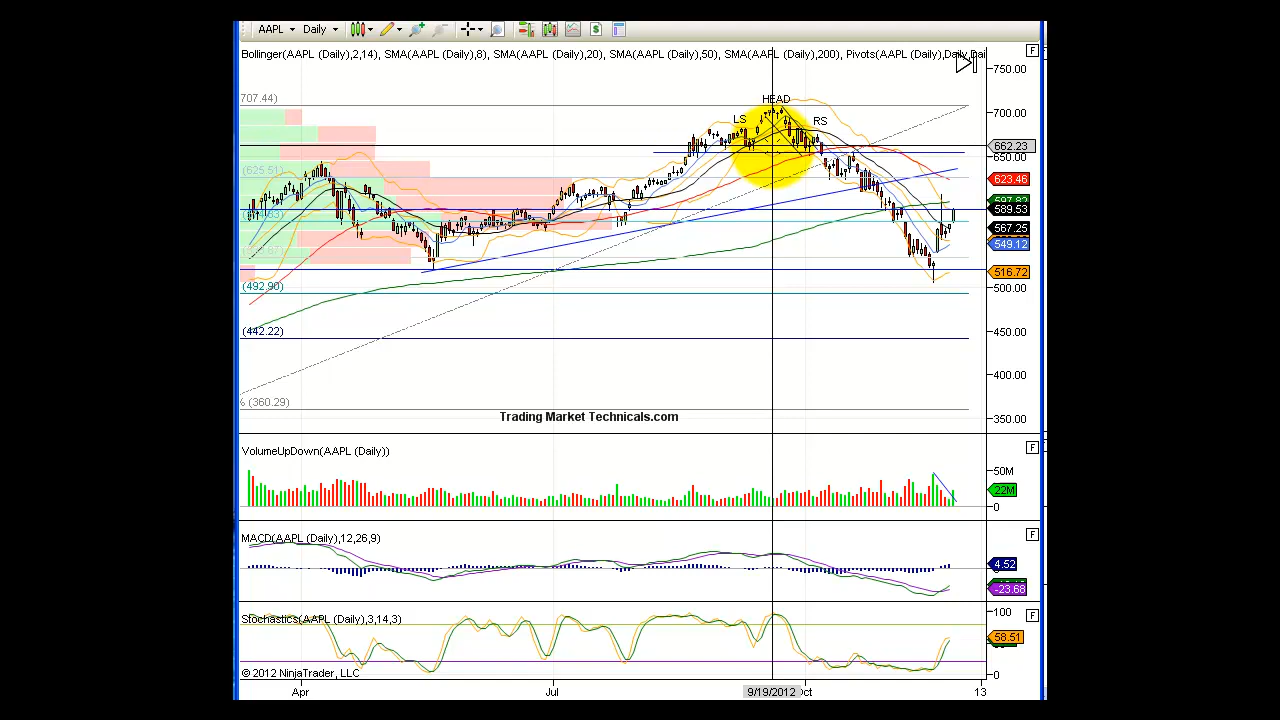 AAPL Daily
Bollinger(AAPL (Daily),2,14), SMA(AAPL (Daily),8), SMA(AAPL (Daily),20), SMA(AAPL (Daily),50), SMA(AAPL (Daily),200), Pivots(AAPL (Daily),Daily,Dai
F
750.00
707.44)
HEAD
LS
RS
700.00
662.23
650.00
625.51)
623.46
589.53
567.25
549.12
516.72
500.00
(492.90)
450.00
(442.22)
400.00
% (360.29)
350.00
Trading Market Technicals.com
VolumeUpDown(AAPL (Daily))
F
50M
22M
0
MACD(AAPL (Daily),12,26,9)
F
4.52
-23.68
Stochastics(AAPL (Daily),3,14,3)
F
100
58.51
0
© 2012 NinjaTrader, LLC
Apr
Jul
9/19/2012
Oct
13